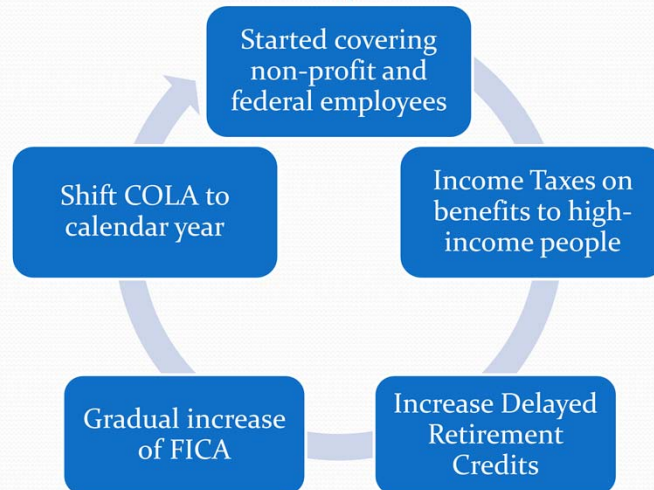 Started covering
non-profit and
federal employees
Income Taxes on
benefits to high-
income people
Increase Delayed
Retirement
Credits
Gradual increase
of FICA
Shift COLA to
calendar year